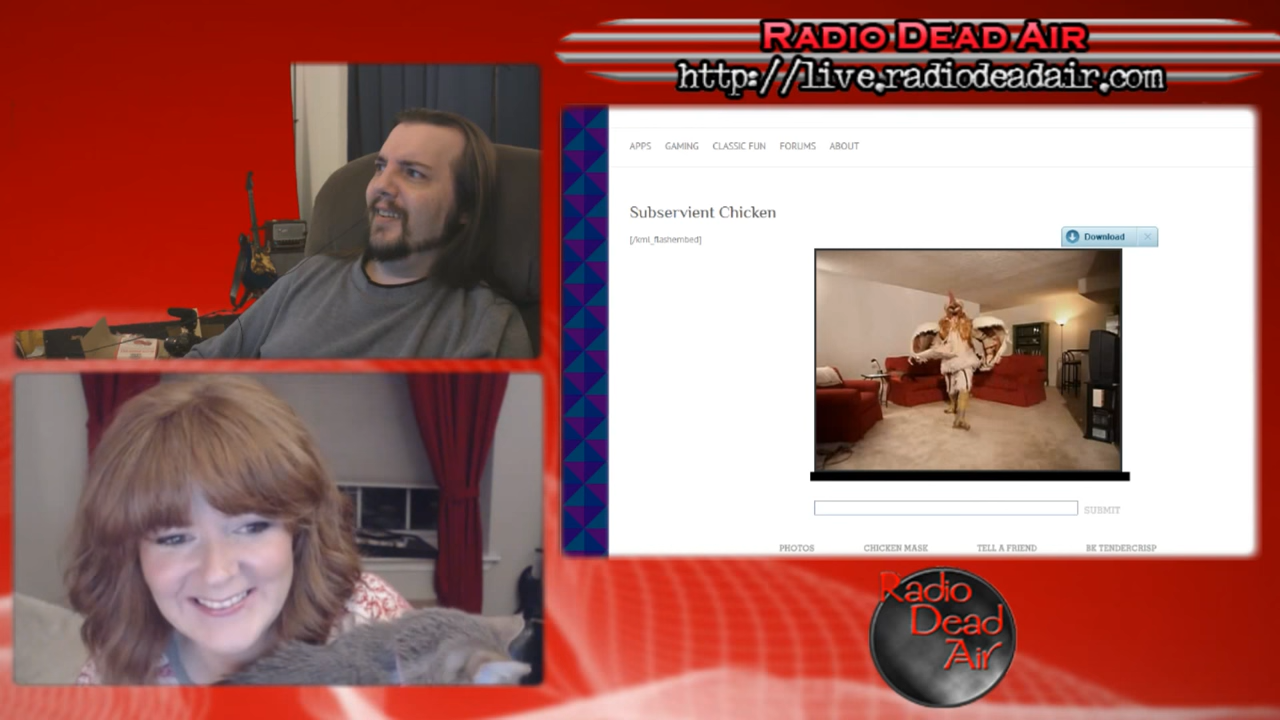 Radio Dead Air
http://live.radiodeadair.com
APPS GAMING CLASSIC FUN FORUMS ABOUT
Subservient Chicken
[/kml_flashembed]
Download
SUBMIT
PHOTOS CHICKEN MASK TELL A FRIEND BK TENDERCRISP
Radio
Dead
Air